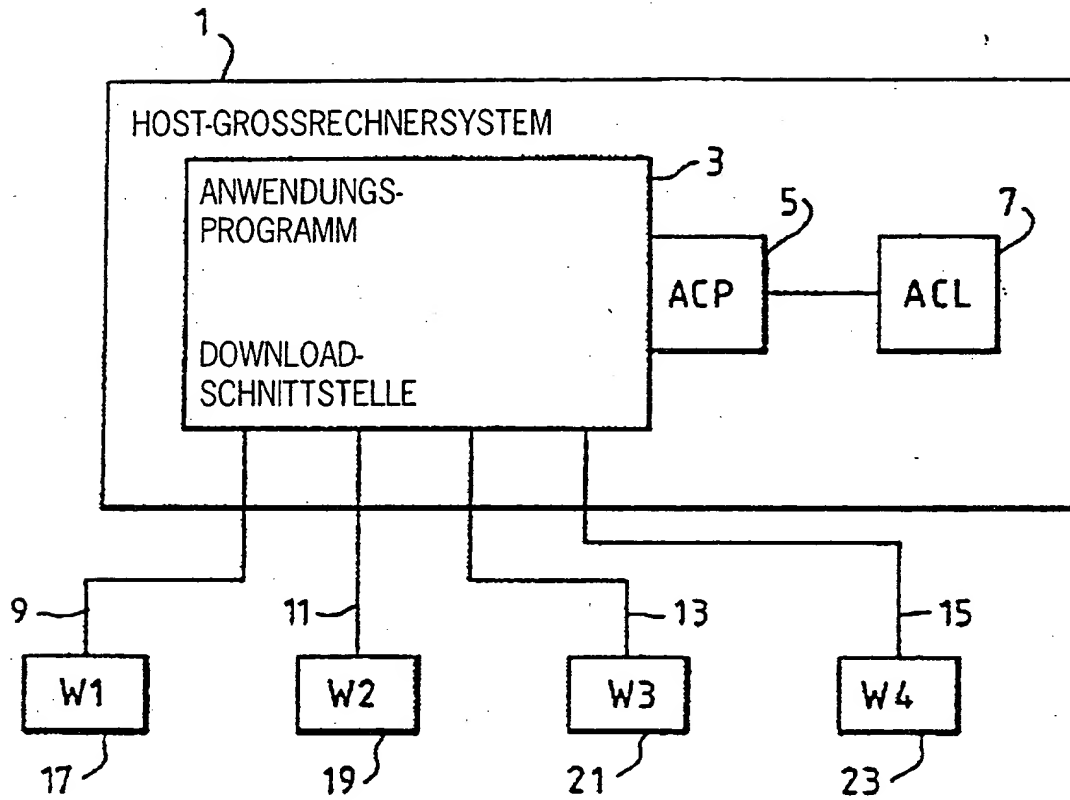 1
HOST-GROSSRECHNERSYSTEM
ANWENDUNGS-
PROGRAMM
3
5
7
ACP
ACL
DOWNLOAD-
SCHNITTSTELLE
9
11
13
15
W1
W2
W3
W4
17
19
21
23